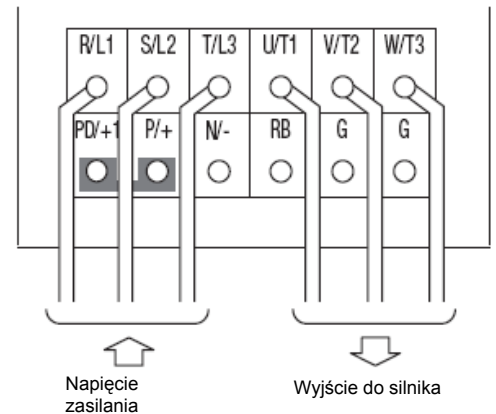 R/L1 S/L2 T/L3 U/T1 V/T2 W/T3
PD/+1 P/+ N/- RB G G
Napięcie
zasilania
Wyjście do silnika